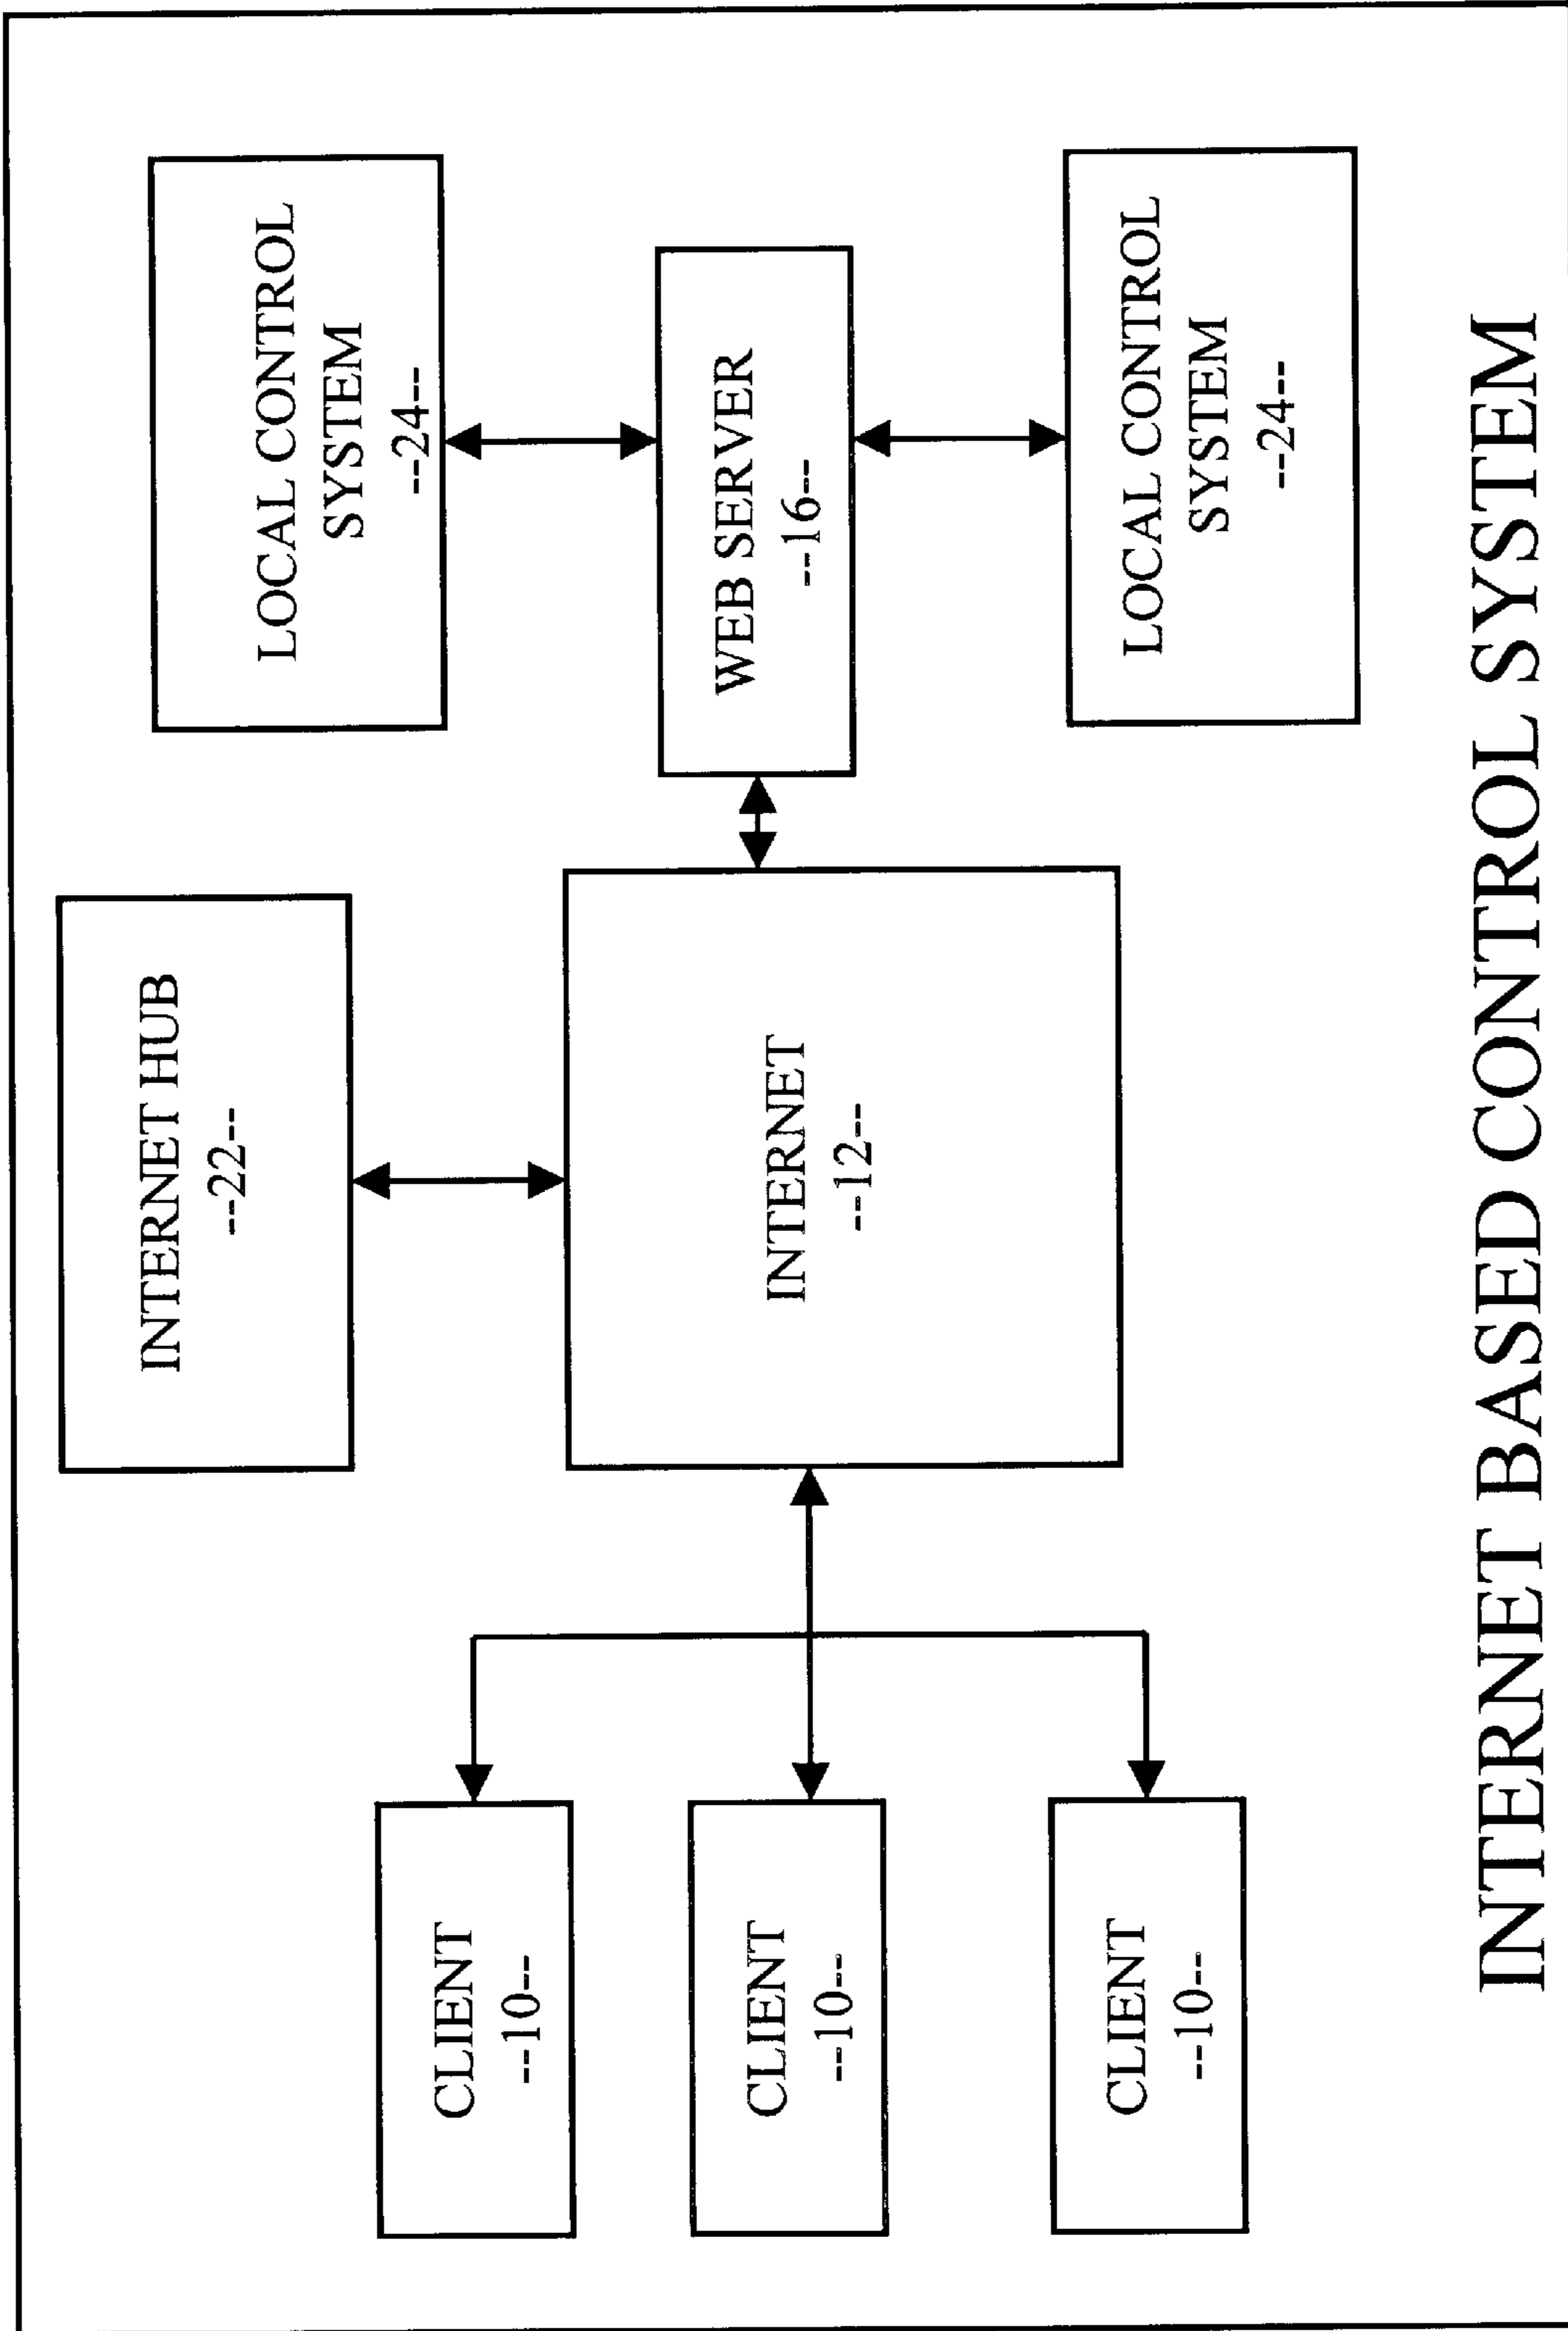 INTERNET HUB
--22--
LOCAL CONTROL
SYSTEM
--24--
CLIENT
--10--
CLIENT
--10--
INTERNET
--12--
WEB SERVER
--16--
CLIENT
--10--
LOCAL CONTROL
SYSTEM
--24--
INTERNET BASED CONTROL SYSTEM